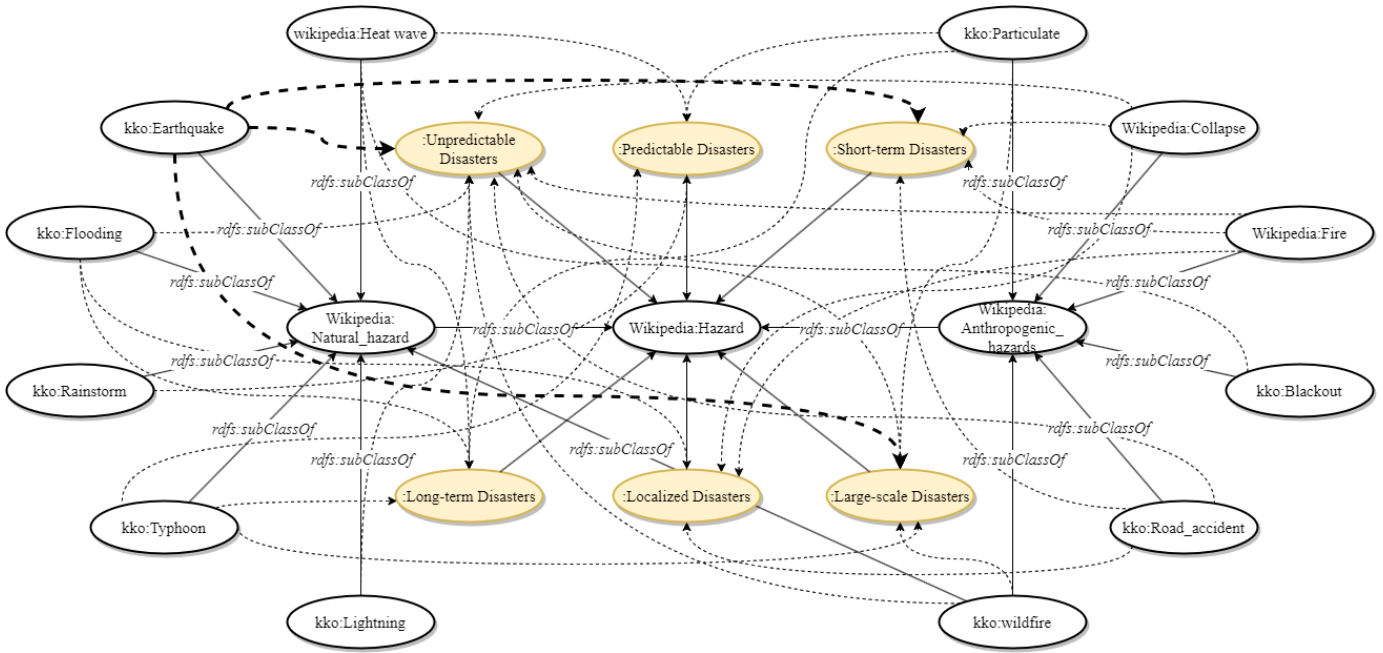 wikipedia:Heat wave
kko:Particulate
kko:Earthquake
:Unpredictable
Disasters
:Predictable Disasters
:Short-term Disasters
Wikipedia:Collapse
rdfs:subClassOf
rdfs:subClassOf
kko:Flooding
rdfs:subClassOf
rdfs:subClassOf
Wikipedia:Fire
rdfs:subClassOf
rdfs:subClassOf
Wikipedia:
Natural_hazard
rdfs:subClassOf
Wikipedia:Hazard
rdfs:subClassOf
Wikipedia:
Anthropogenic_
hazards
rdfs:subClassOf
rdfs:subClassOf
kko:Rainstorm
kko:Blackout
rdfs:subClassOf
rdfs:subClassOf
rdfs:subClassOf
rdfs:subClassOf
rdfs:subClassOf
:Long-term Disasters
:Localized Disasters
:Large-scale Disasters
kko:Typhoon
kko:Road_accident
kko:Lightning
kko:wildfire